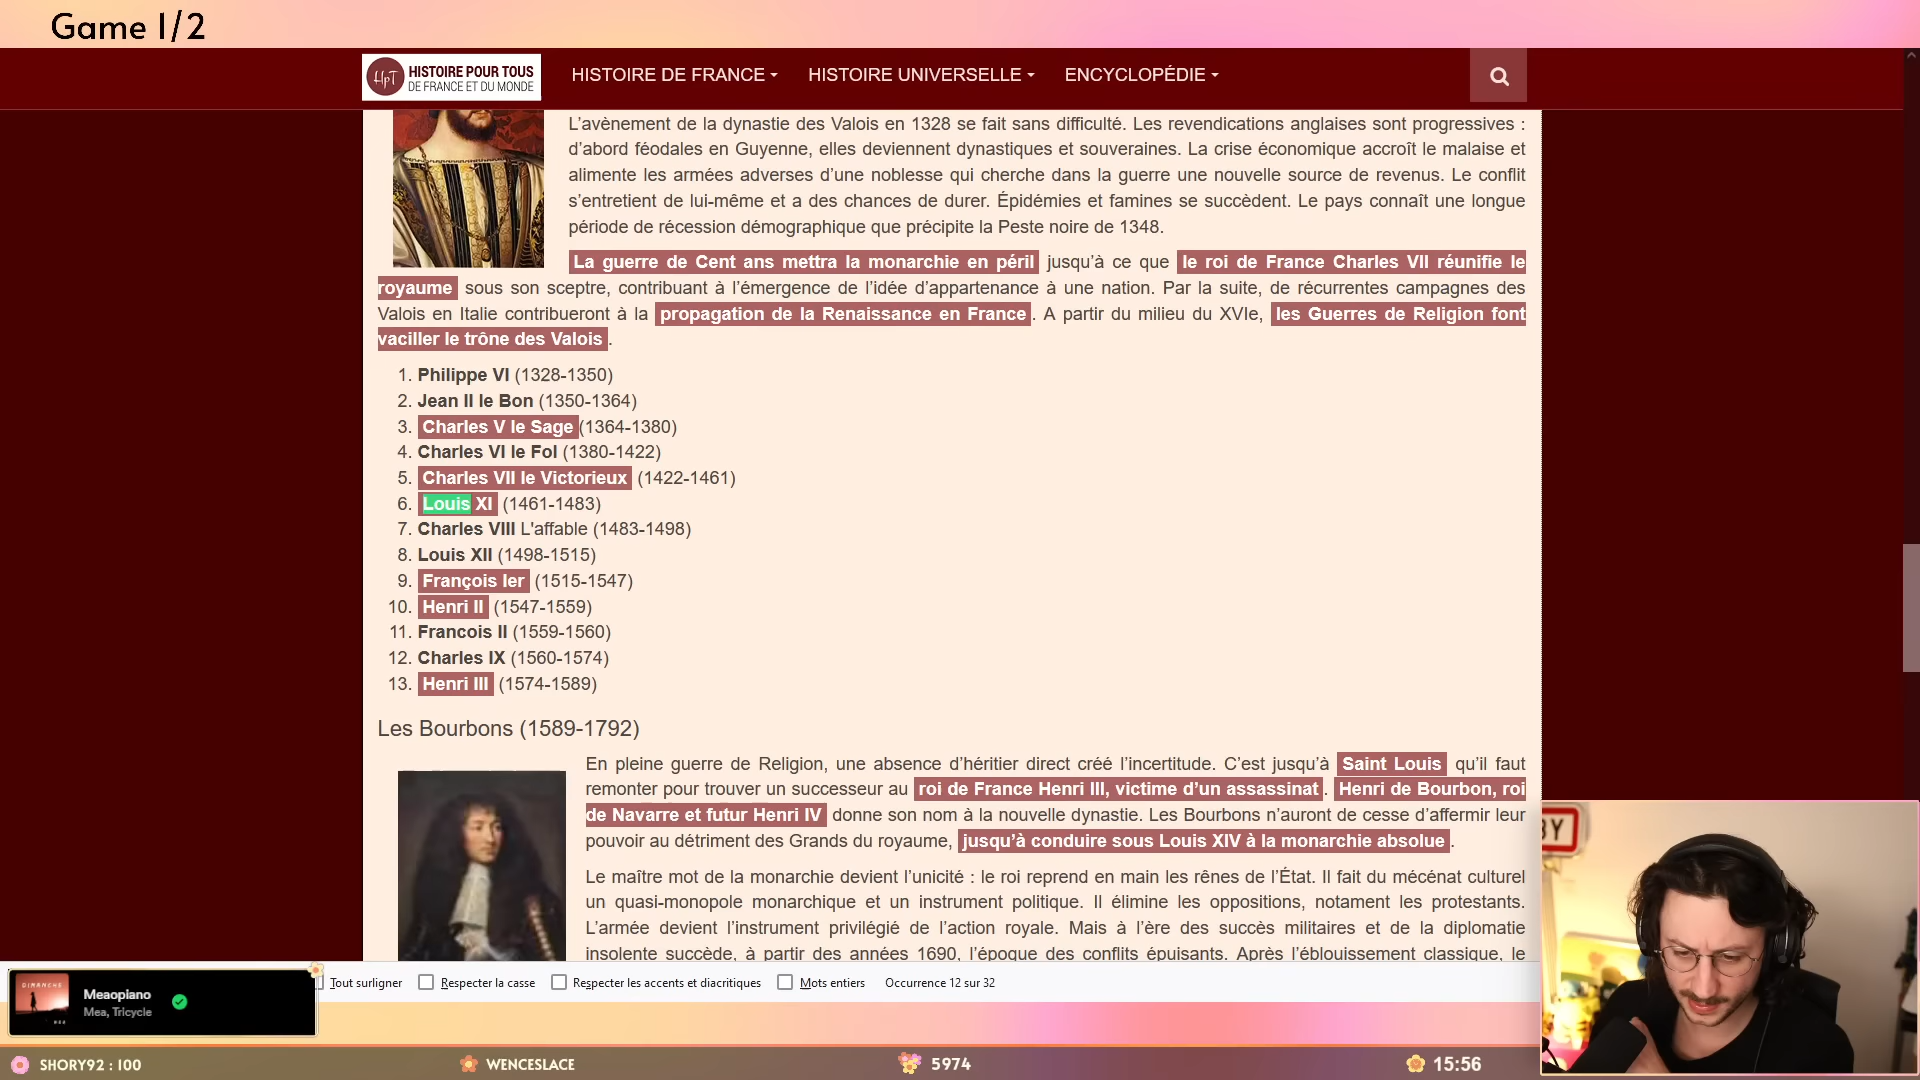 Game 1/2
HpT HISTOIRE POUR TOUS
DE FRANCE ET DU MONDE
HISTOIRE DE FRANCE
HISTOIRE UNIVERSELLE
ENCYCLOPÉDIE
L'avènement de la dynastie des Valois en 1328 se fait sans difficulté. Les revendications anglaises sont progressives :
d'abord féodales en Guyenne, elles deviennent dynastiques et souveraines. La crise économique accroît le malaise et
alimente les armées adverses d'une noblesse qui cherche dans la guerre une nouvelle source de revenus. Le conflit
s'entretient de lui-même et a des chances de durer. Épidémies et famines se succèdent. Le pays connaît une longue
période de récession démographique que précipite la Peste noire de 1348.
La guerre de Cent ans mettra la monarchie en péril jusqu'à ce que le roi de France Charles VII réunifie le
royaume sous son sceptre, contribuant à l'émergence de l'idée d'appartenance à une nation. Par la suite, de récurrentes campagnes des
Valois en Italie contribueront à la propagation de la Renaissance en France. A partir du milieu du XVIe, les Guerres de Religion font
vaciller le trône des Valois.
1. Philippe VI (1328-1350)
2. Jean II le Bon (1350-1364)
3. Charles V le Sage (1364-1380)
4. Charles VI le Fol (1380-1422)
5. Charles VII le Victorieux (1422-1461)
6. Louis XI (1461-1483)
7. Charles VIII L'affable (1483-1498)
8. Louis XII (1498-1515)
9. François Ier (1515-1547)
10. Henri II (1547-1559)
11. Francois II (1559-1560)
12. Charles IX (1560-1574)
13. Henri III (1574-1589)
Les Bourbons (1589-1792)
En pleine guerre de Religion, une absence d'héritier direct créé l'incertitude. C'est jusqu'à Saint Louis qu'il faut
remonter pour trouver un successeur au roi de France Henri III, victime d'un assassinat. Henri de Bourbon, roi
de Navarre et futur Henri IV donne son nom à la nouvelle dynastie. Les Bourbons n'auront de cesse d'affermir leur
pouvoir au détriment des Grands du royaume, jusqu'à conduire sous Louis XIV à la monarchie absolue.
Le maître mot de la monarchie devient l'unicité : le roi reprend en main les rênes de l'État. Il fait du mécénat culturel
un quasi-monopole monarchique et un instrument politique. Il élimine les oppositions, notament les protestants.
L'armée devient l'instrument privilégié de l'action royale. Mais à l'ère des succès militaires et de la diplomatie
insolente succède, à partir des années 1690, l'époque des conflits épuisants. Après l'éblouissement classique, le
BY
Tout surligner
Respecter la casse
Respecter les accents et diacritiques
Mots entiers
Occurrence 12 sur 32
DIMANCHE
MEA
Meaopiano
Mea, Tricycle
SHORY92 : 100
WENCESLACE
5974
15:56